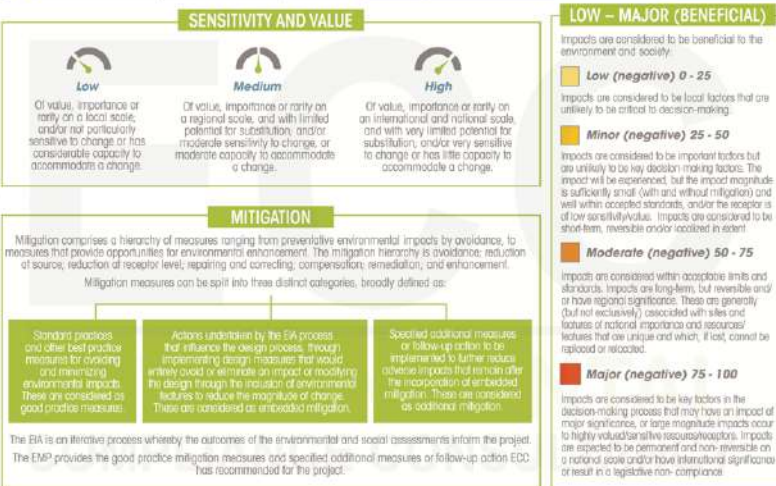 SENSITIVITY AND VALUE
Low
Of value, importance or
rarity on a local scale;
and/or not particularly
sensitive to change or has
considerable capacity to
accommodate a change.
Medium
Of value, importance or rarity on
a regional scale, and with limited
potential for substitution; and/or
moderate sensitivity to change, or
moderate capacity to accommodate
a change.
High
Of value, importance or rarity on
an international and national scale,
and with very limited potential for
substitution; and/or very sensitive
to change or has little capacity to
accommodate a change.
MITIGATION
Mitigation comprises a hierarchy of measures ranging from preventative environmental impacts by avoidance, to
measures that provide opportunities for environmental enhancement. The mitigation hierarchy is avoidance; reduction
at source; reduction at receptor level; repairing and correcting; compensation; remediation; and enhancement.
Mitigation measures can be split into three distinct categories, broadly defined as:
Standard practices
and other best practice
measures for avoiding
and minimizing
environmental impacts.
These are considered as
good practice measures.
Actions undertaken by the EIA process
that influence the design process, through
implementing design measures that would
entirely avoid or eliminate an impact or modifying
the design through the inclusion of environmental
features to reduce the magnitude of change.
These are considered as embedded mitigation.
Specified additional measures
or follow-up action to be
implemented to further reduce
adverse impacts that remain after
the incorporation of embedded
mitigation. These are considered
as additional mitigation.
The EIA is an iterative process whereby the outcomes of the environmental and social assessments inform the project.
The EMP provides the good practice mitigation measures and specified additional measures or follow-up action ECC
has recommended for the project.
LOW – MAJOR (BENEFICIAL)
Impacts are considered to be beneficial to the
environment and society.
Low (negative) 0 - 25
Impacts are considered to be local factors that are
unlikely to be critical to decision-making.
Minor (negative) 25 - 50
Impacts are considered to be important factors but
are unlikely to be key decision-making factors. The
impact will be experienced, but the impact magnitude
is sufficiently small (with and without mitigation) and
well within accepted standards, and/or the receptor is
of low sensitivity/value. Impacts are considered to be
short-term, reversible and/or localized in extent
Moderate (negative) 50 - 75
Impacts are considered within acceptable limits and
standards. Impacts are long-term, but reversible and/
or have regional significance. These are generally
(but not exclusively) associated with sites and
features of national importance and resources/
features that are unique and which, if lost, cannot be
replaced or relocated.
Major (negative) 75 - 100
Impacts are considered to be key factors in the
decision-making process that may have an impact of
major significance, or large magnitude impacts occur
to highly valued/sensitive resource/receptors. Impacts
are expected to be permanent and non- reversible on
a national scale and/or have international significance
or result in a legislative non- compliance.